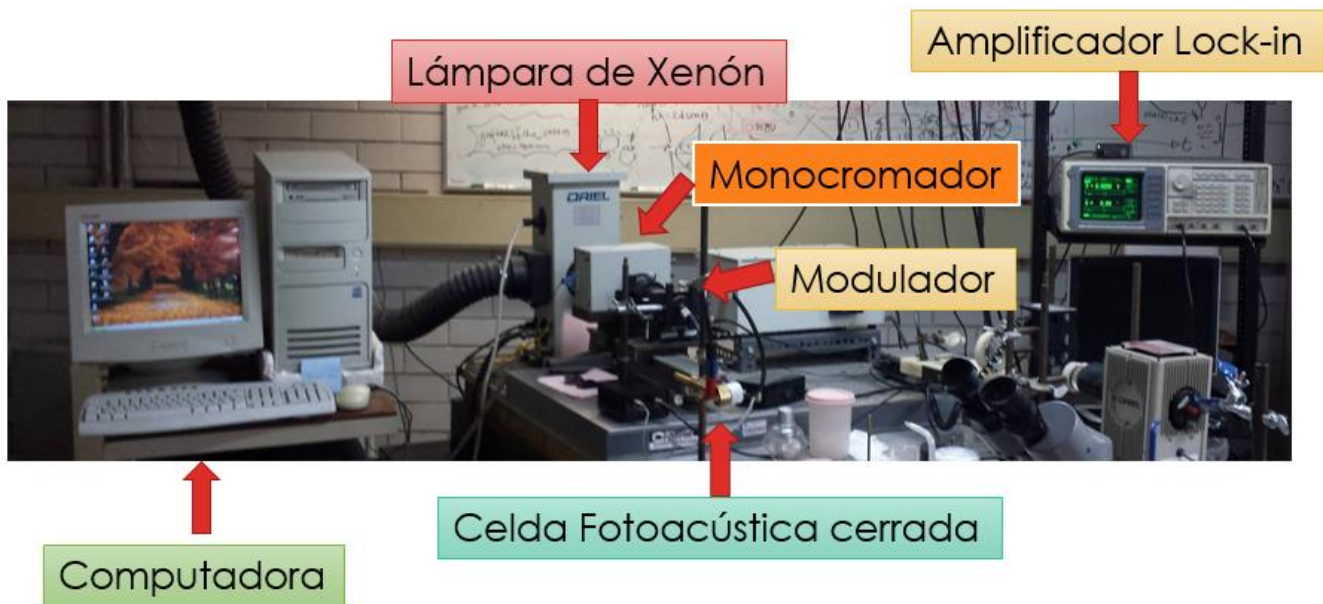 Amplificador Lock-in
Lámpara de Xenón
Monocromador
ORIEL
Modulador
Celda Fotoacústica cerrada
Computadora